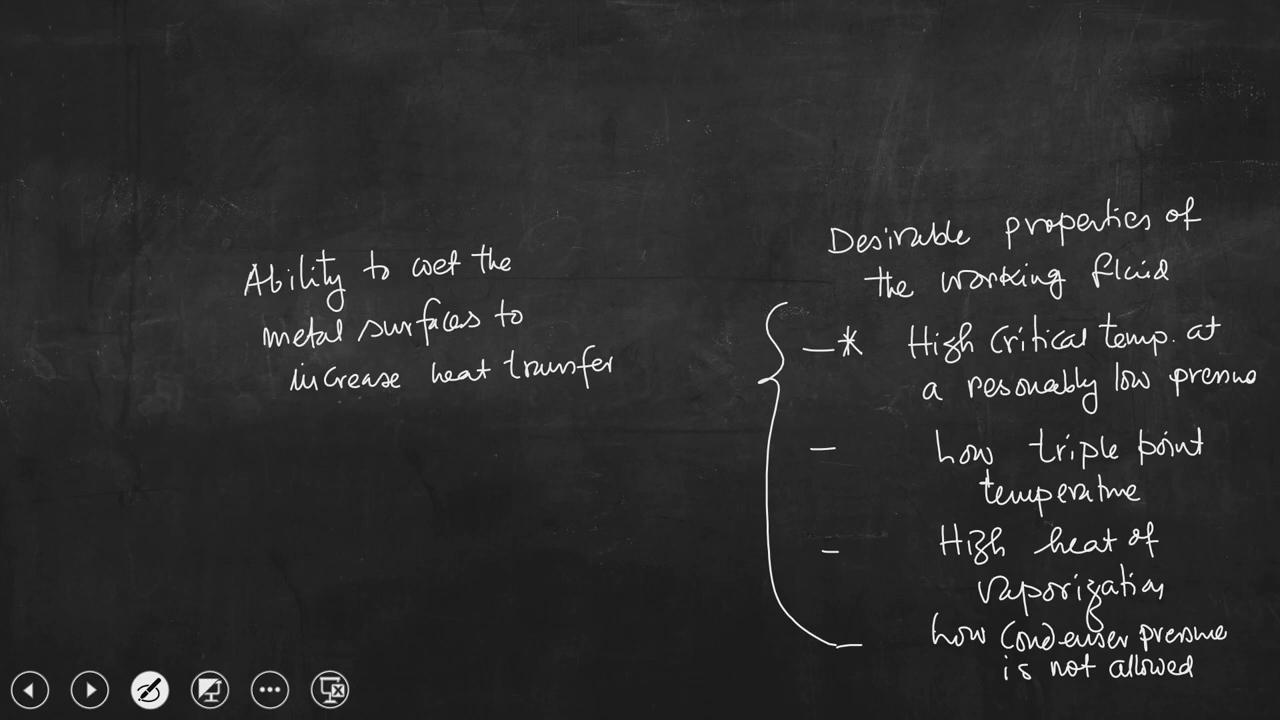 Ability to wet the
metal surfaces to
increase heat transfer
Desirable properties of
the working fluid
—* High Critical temp. at
a resonably low pressure
— Low triple point
temperature
— High heat of
vaporization
— Low Condenser pressure
is not allowed